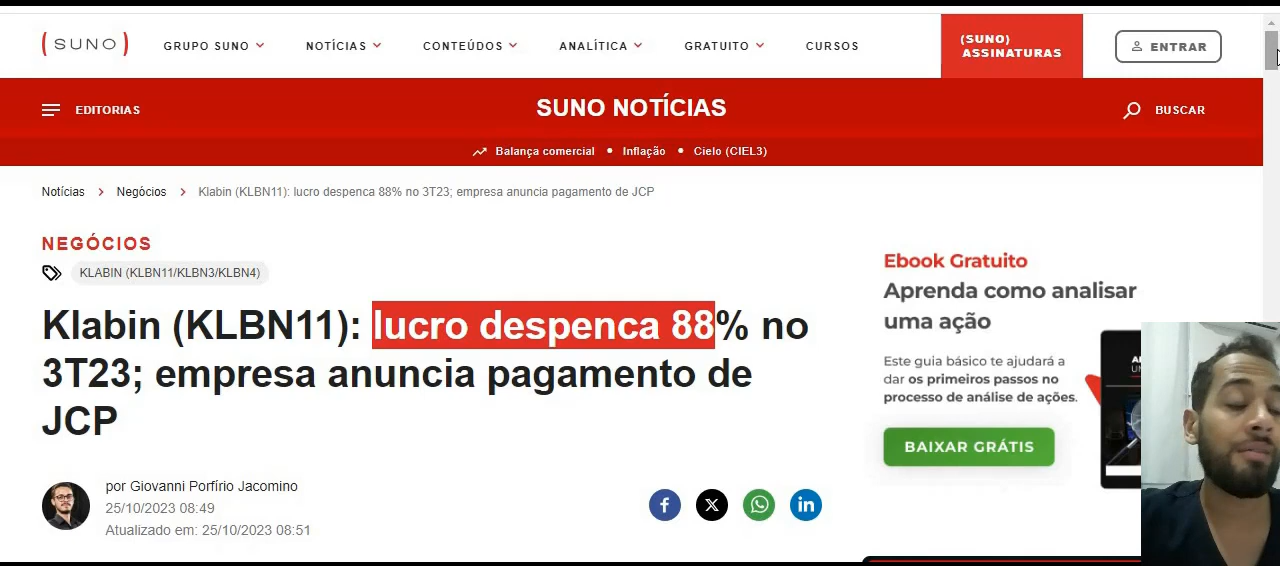 (SUNO)
GRUPO SUNO
NOTÍCIAS
CONTEÚDOS
ANALÍTICA
GRATUITO
CURSOS
(SUNO)
ASSINATURAS
ENTRAR
EDITORIAS
SUNO NOTÍCIAS
BUSCAR
Balança comercial • Inflação • Cielo (CIEL3)
Notícias > Negócios > Klabin (KLBN11): lucro despenca 88% no 3T23; empresa anuncia pagamento de JCP
NEGÓCIOS
KLABIN (KLBN11/KLBN3/KLBN4)
Klabin (KLBN11): lucro despenca 88% no
3T23; empresa anuncia pagamento de
JCP
por Giovanni Porfírio Jacomino
25/10/2023 08:49
Atualizado em: 25/10/2023 08:51
Ebook Gratuito
Aprenda como analisar
uma ação
Este guia básico te ajudará a
dar os primeiros passos no
processo de análise de ações.
BAIXAR GRÁTIS